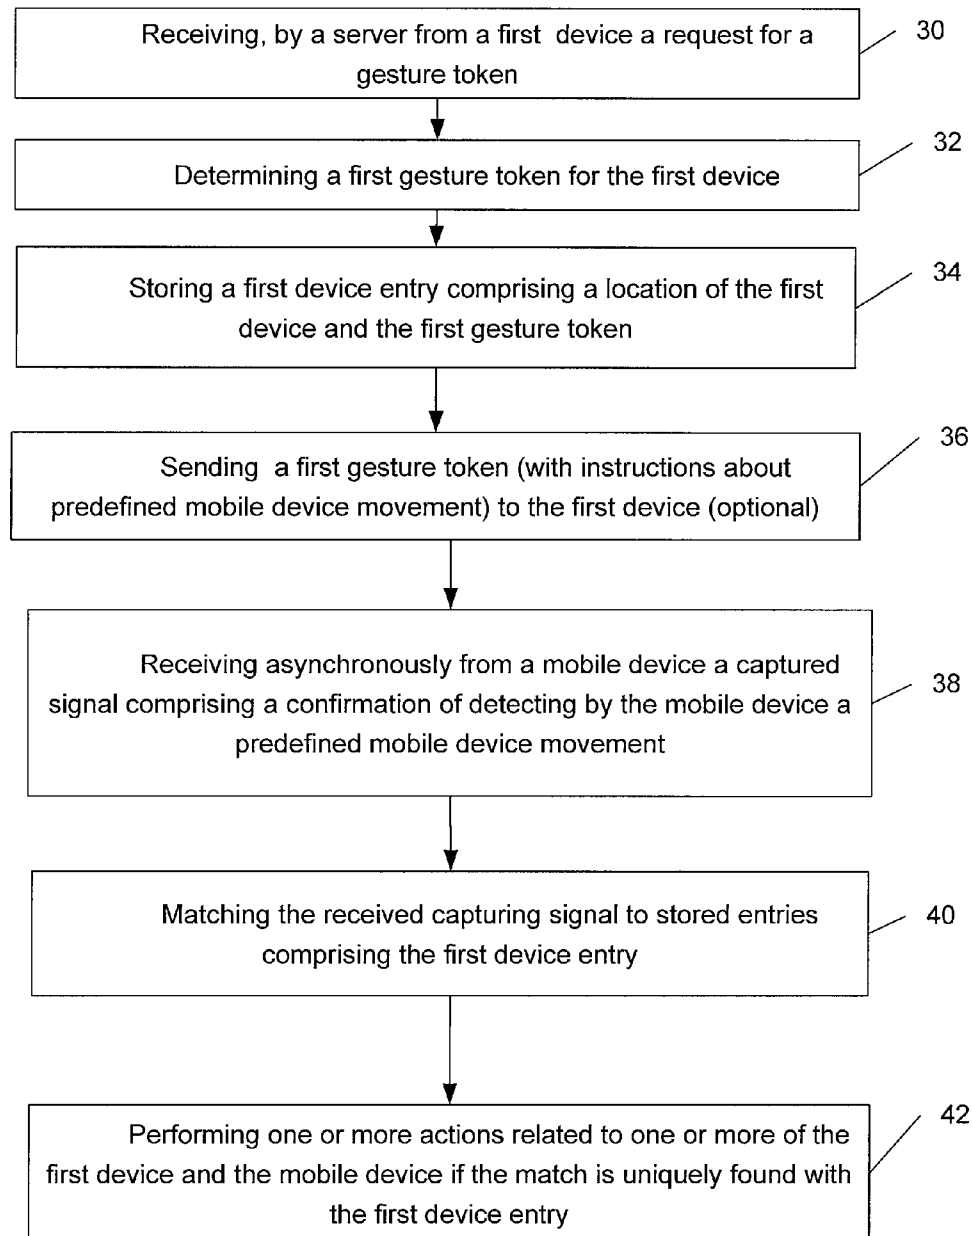 Receiving, by a server from a first device a request for a
gesture token
30
Determining a first gesture token for the first device
32
Storing a first device entry comprising a location of the first
device and the first gesture token
34
Sending a first gesture token (with instructions about
predefined mobile device movement) to the first device (optional)
36
Receiving asynchronously from a mobile device a captured
signal comprising a confirmation of detecting by the mobile device a
predefined mobile device movement
38
Matching the received capturing signal to stored entries
comprising the first device entry
40
Performing one or more actions related to one or more of the
first device and the mobile device if the match is uniquely found with
the first device entry
42